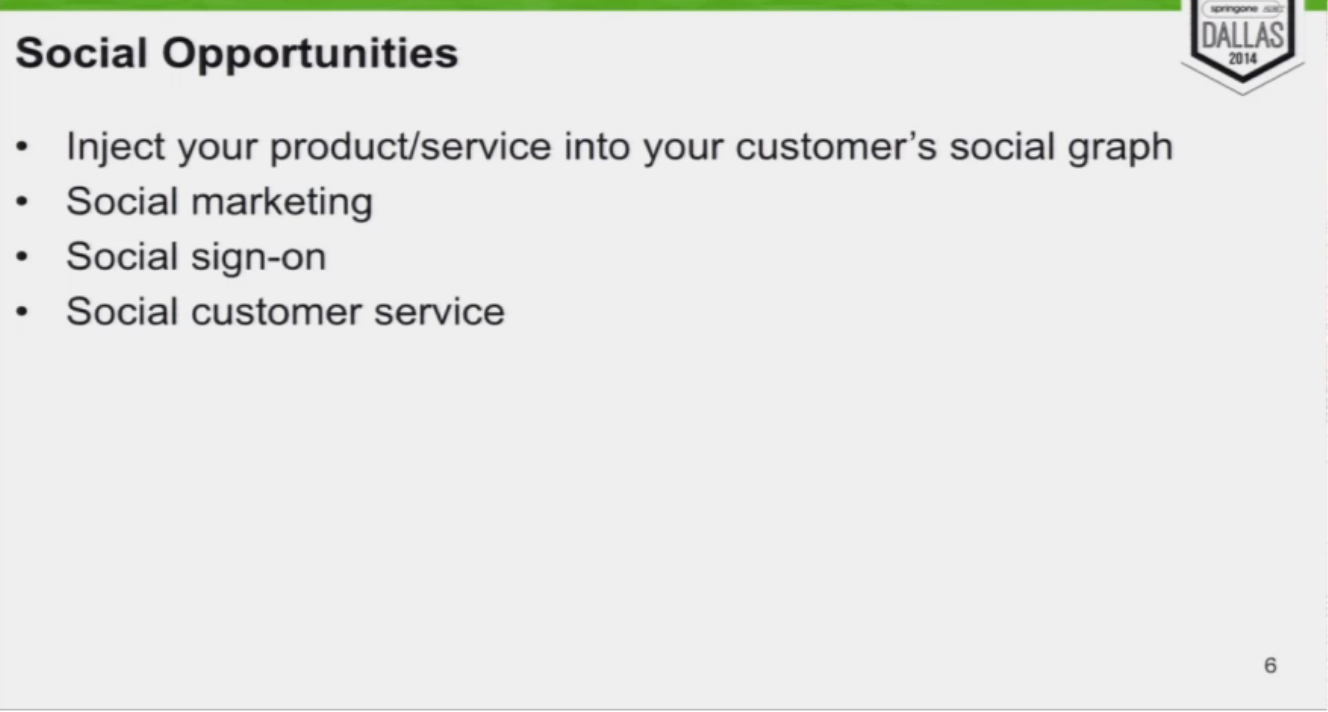 springone
DALLAS
2014
Social Opportunities
• Inject your product/service into your customer’s social graph
• Social marketing
• Social sign-on
• Social customer service
6